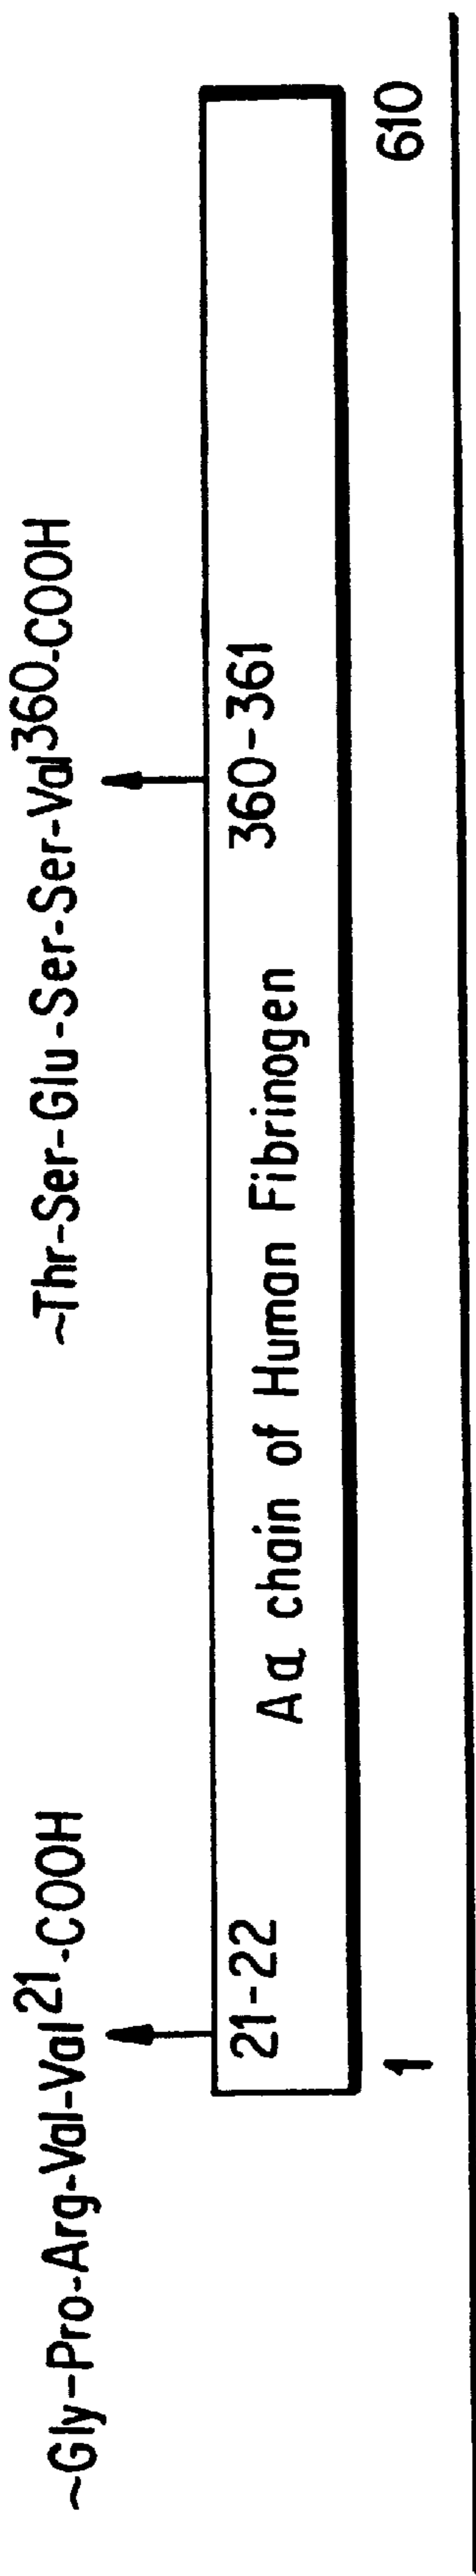 ~Gly-Pro-Arg-Val-Val²¹-COOH
~Thr-Ser-Glu-Ser-Ser-Val³⁶⁰-COOH
21-22
360-361
Aα chain of Human Fibrinogen
1
610